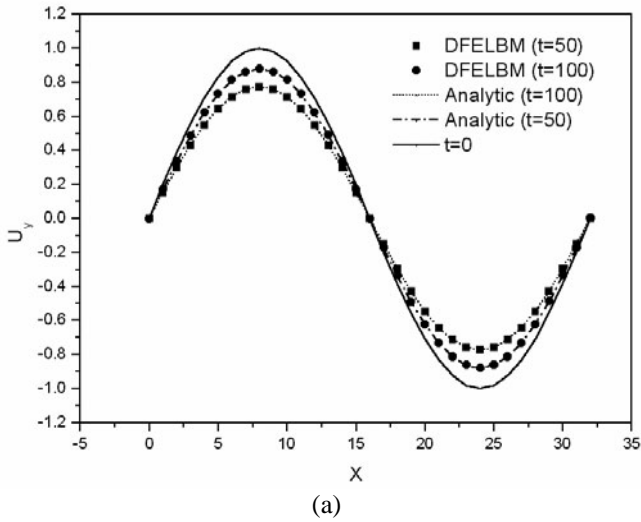 1.2
1.0
0.8
0.6
0.4
0.2
0.0
-0.2
-0.4
-0.6
-0.8
-1.0
-1.2
U_y
DFELBM (t=50)
DFELBM (t=100)
Analytic (t=100)
Analytic (t=50)
t=0
-5 0 5 10 15 20 25 30 35
X
(a)